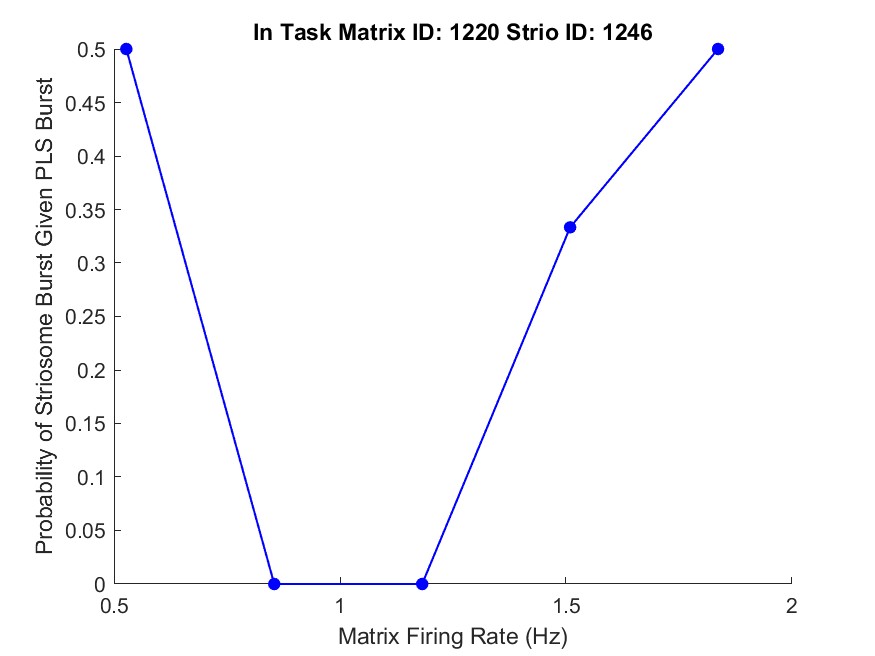 In Task Matrix ID: 1220 Strio ID: 1246
Probability of Striosome Burst Given PLS Burst
0.5
0.45
0.4
0.35
0.3
0.25
0.2
0.15
0.1
0.05
0
0.5 1 1.5 2
Matrix Firing Rate (Hz)